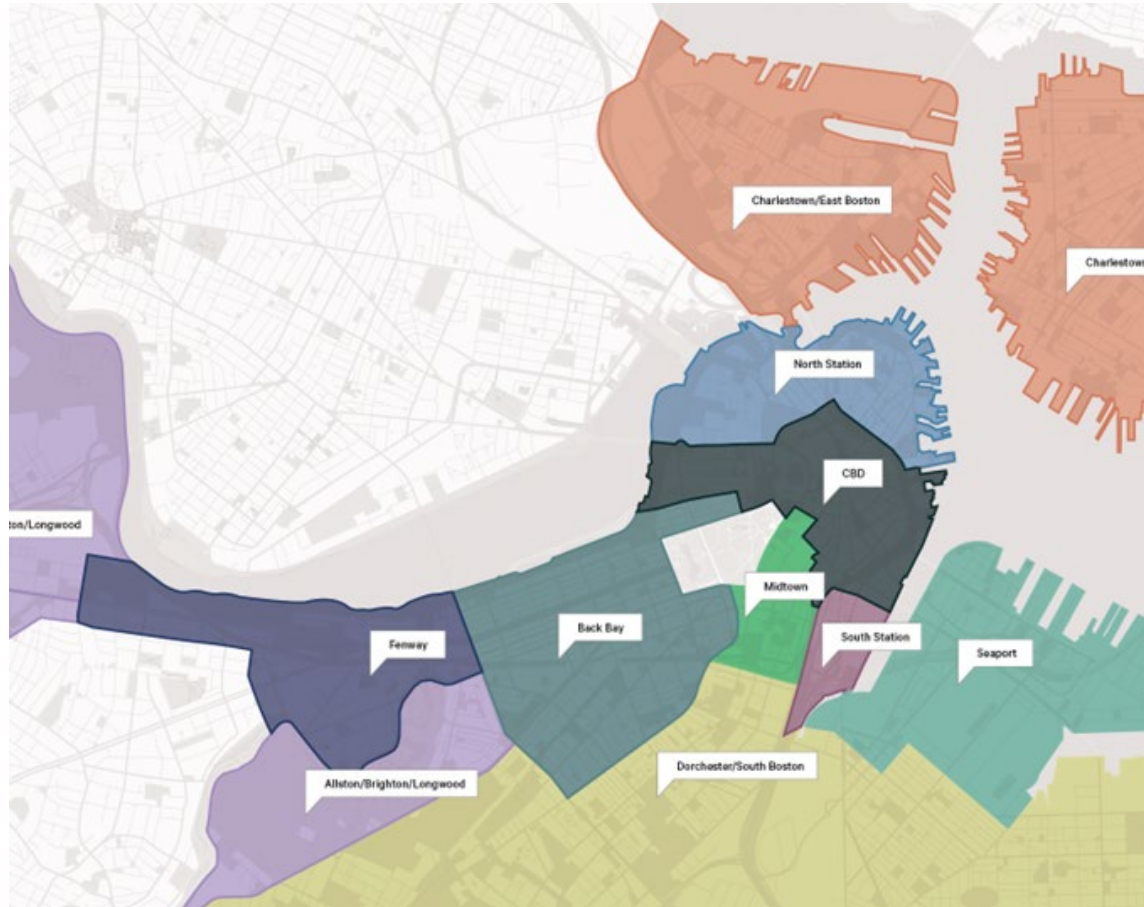 Charlestown/East Boston
Charlestown
North Station
CBD
ton/Longwood
Midtown
Back Bay
South Station
Fenway
Seaport
Dorchester/South Boston
Allston/Brighton/Longwood